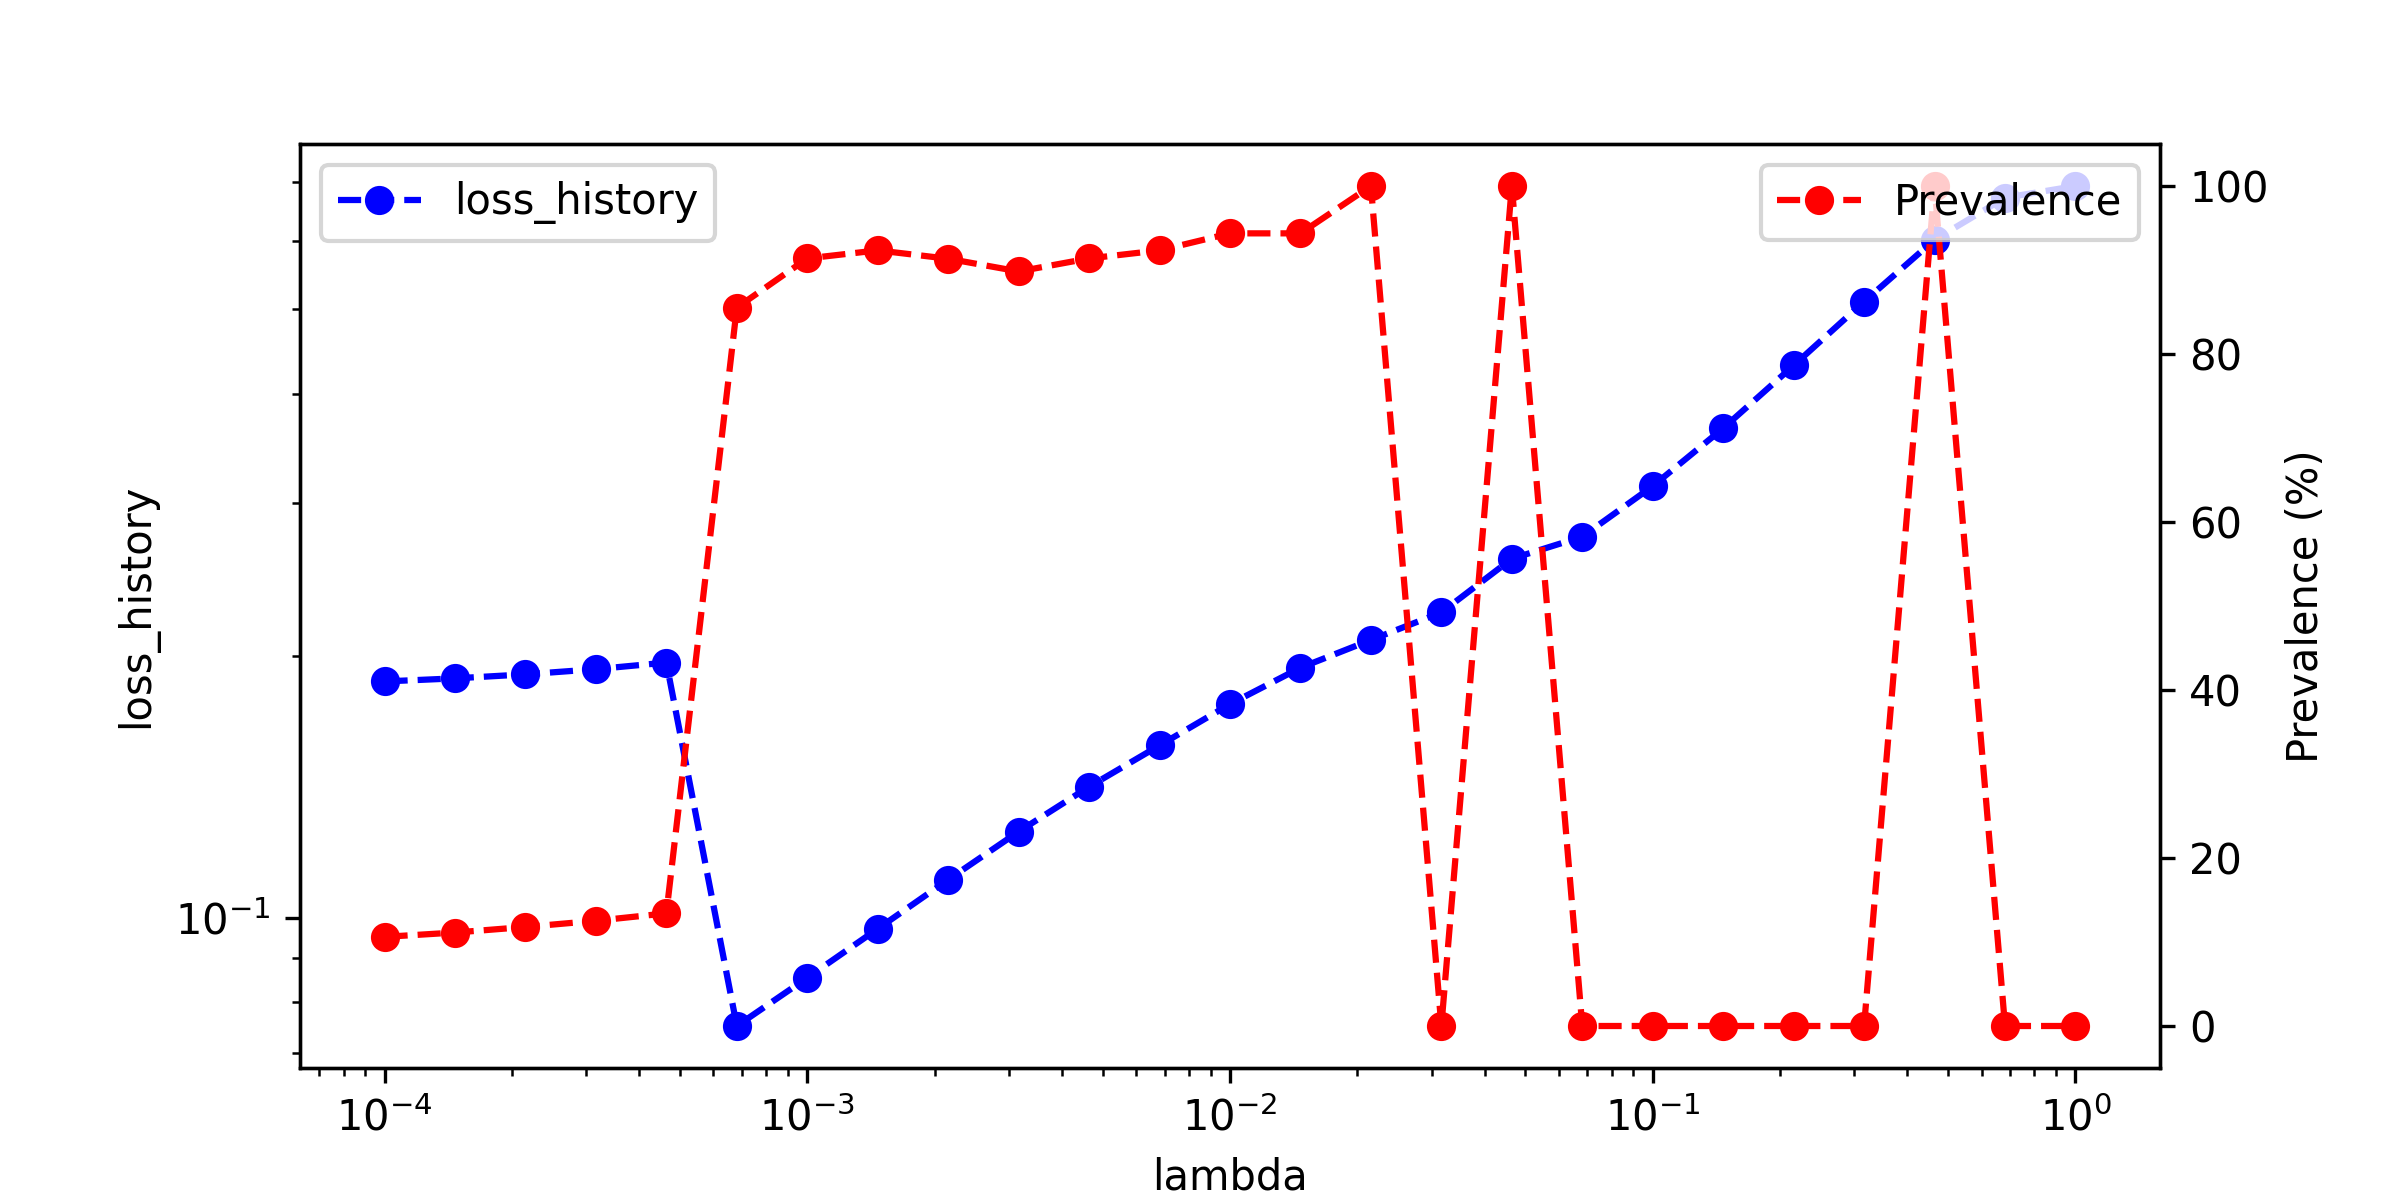 loss_history
Prevalence
100
80
60
40
20
0
10⁻¹
loss_history
Prevalence (%)
10⁻⁴ 10⁻³ 10⁻² 10⁻¹ 10⁰
lambda